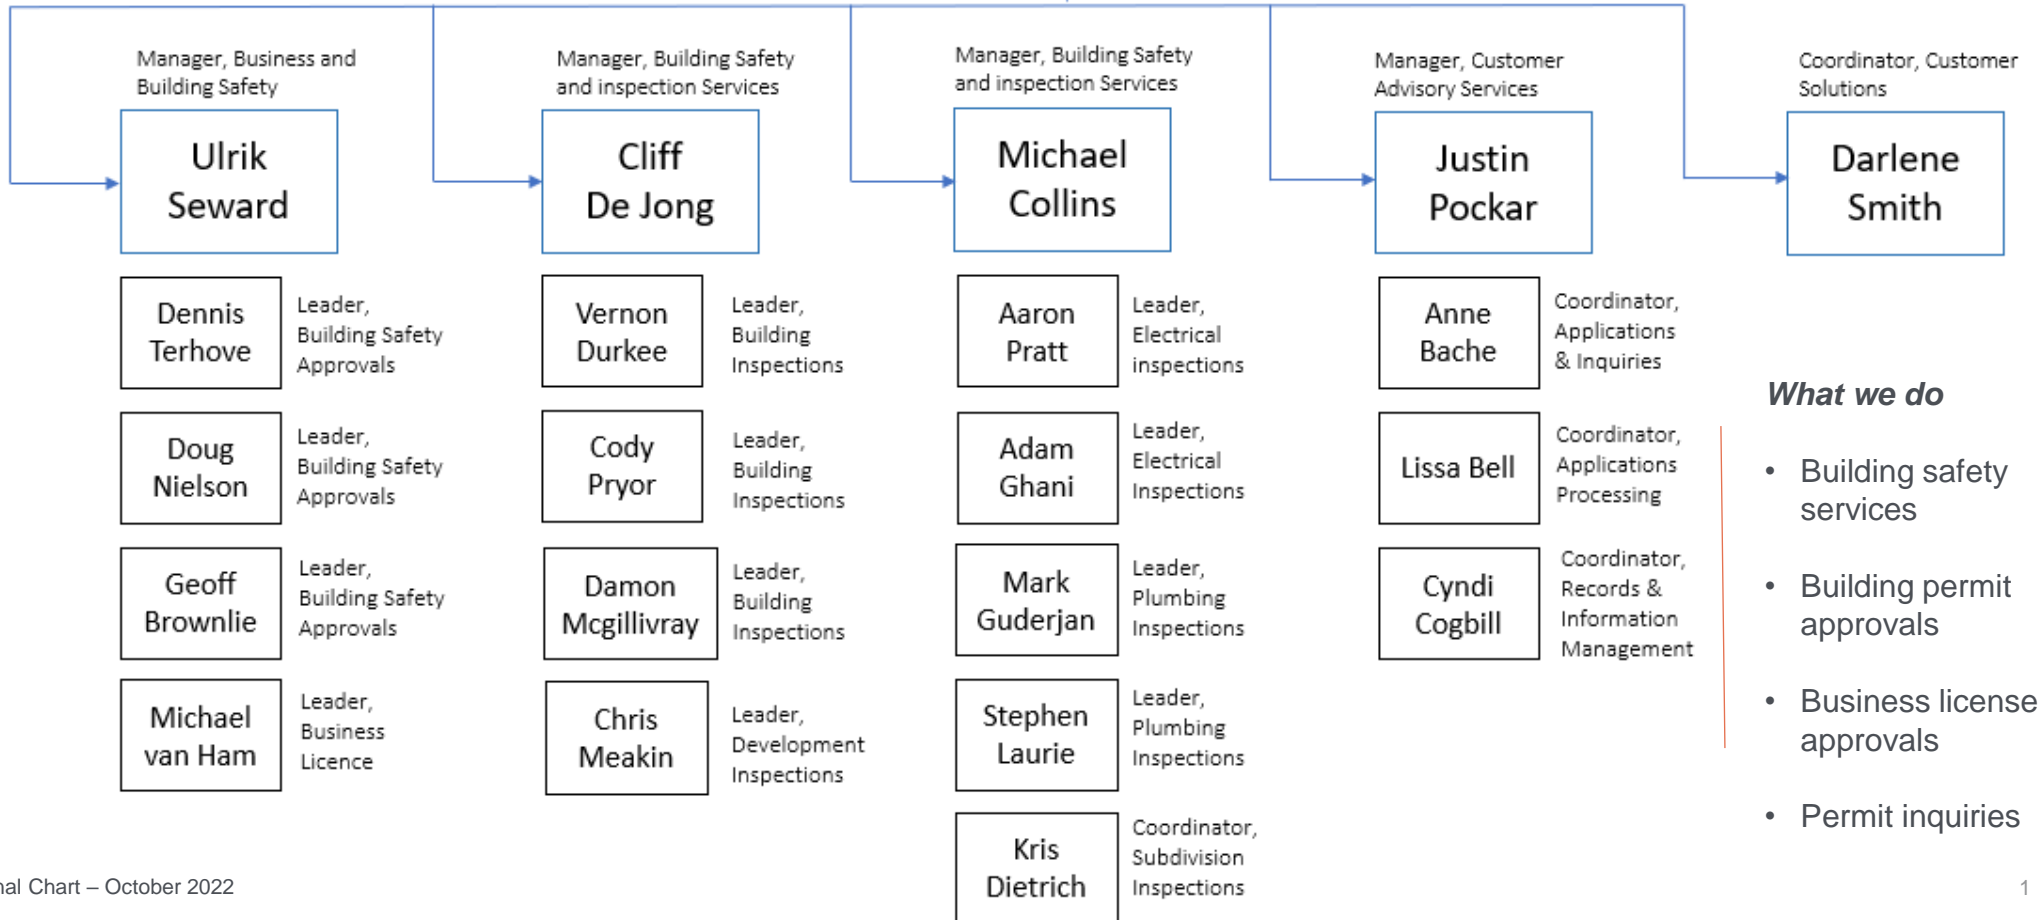 Manager, Business and
Building Safety
Ulrik
Seward
Dennis
Terhove
Leader,
Building Safety
Approvals
Doug
Nielson
Leader,
Building Safety
Approvals
Geoff
Brownlie
Leader,
Building Safety
Approvals
Michael
van Ham
Leader,
Business
Licence
Manager, Building Safety
and inspection Services
Cliff
De Jong
Vernon
Durkee
Leader,
Building
Inspections
Cody
Pryor
Leader,
Building
Inspections
Damon
Mcgillivray
Leader,
Building
Inspections
Chris
Meakin
Leader,
Development
Inspections
Manager, Building Safety
and inspection Services
Michael
Collins
Aaron
Pratt
Leader,
Electrical
inspections
Adam
Ghani
Leader,
Electrical
Inspections
Mark
Guderjan
Leader,
Plumbing
Inspections
Stephen
Laurie
Leader,
Plumbing
Inspections
Kris
Dietrich
Coordinator,
Subdivision
Inspections
Manager, Customer
Advisory Services
Justin
Pockar
Anne
Bache
Coordinator,
Applications
& Inquiries
Lissa Bell
Coordinator,
Applications
Processing
Cyndi
Cogbill
Coordinator,
Records &
Information
Management
Coordinator, Customer
Solutions
Darlene
Smith
What we do
• Building safety
services
• Building permit
approvals
• Business license
approvals
• Permit inquiries
nal Chart – October 2022
1